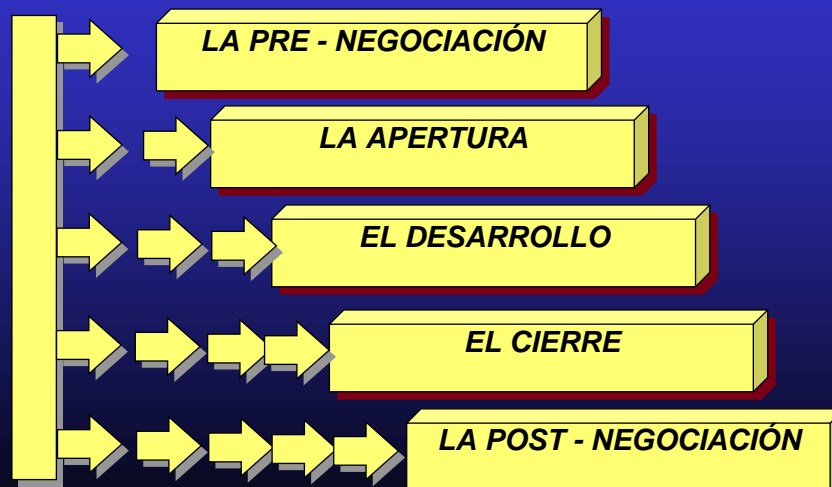 LA PRE - NEGOCIACIÓN
LA APERTURA
EL DESARROLLO
EL CIERRE
LA POST - NEGOCIACIÓN